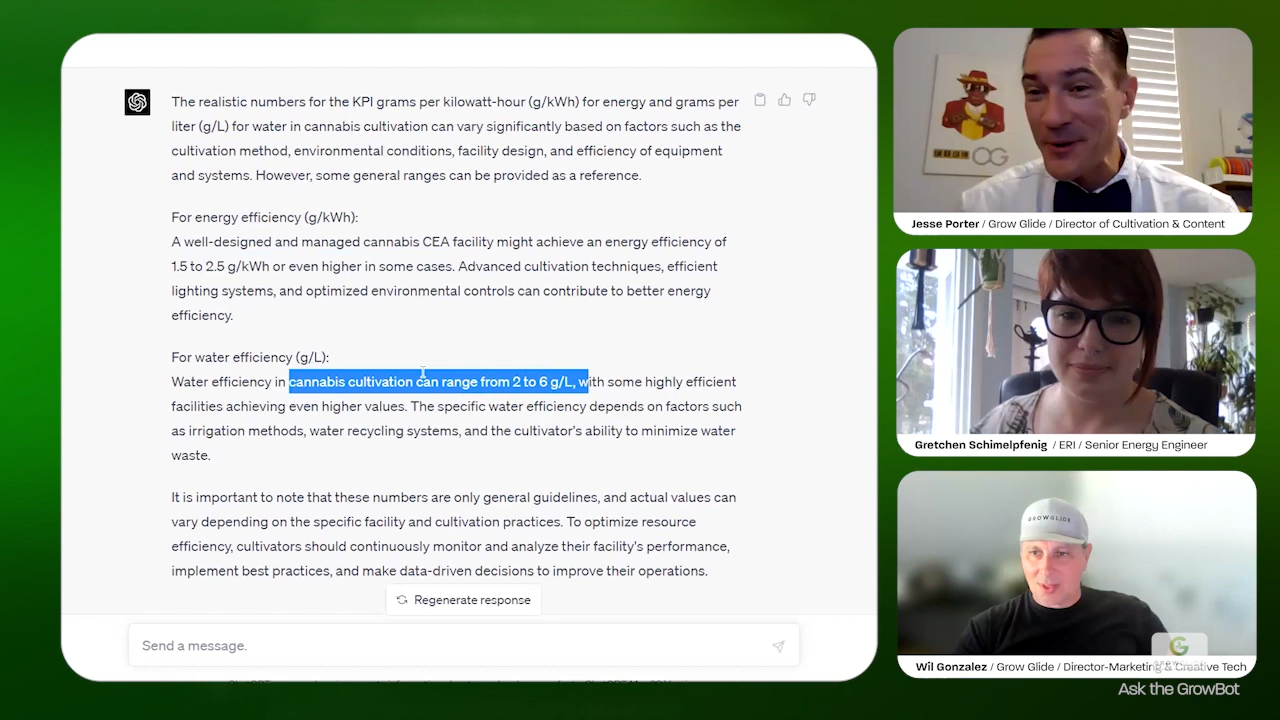 The realistic numbers for the KPI grams per kilowatt-hour (g/kWh) for energy and grams per
liter (g/L) for water in cannabis cultivation can vary significantly based on factors such as the
cultivation method, environmental conditions, facility design, and efficiency of equipment
and systems. However, some general ranges can be provided as a reference.
For energy efficiency (g/kWh):
A well-designed and managed cannabis CEA facility might achieve an energy efficiency of
1.5 to 2.5 g/kWh or even higher in some cases. Advanced cultivation techniques, efficient
lighting systems, and optimized environmental controls can contribute to better energy
efficiency.
For water efficiency (g/L):
Water efficiency in cannabis cultivation can range from 2 to 6 g/L, with some highly efficient
facilities achieving even higher values. The specific water efficiency depends on factors such
as irrigation methods, water recycling systems, and the cultivator's ability to minimize water
waste.
It is important to note that these numbers are only general guidelines, and actual values can
vary depending on the specific facility and cultivation practices. To optimize resource
efficiency, cultivators should continuously monitor and analyze their facility's performance,
implement best practices, and make data-driven decisions to improve their operations.
Regenerate response
Send a message.
OG
Jesse Porter / Grow Glide / Director of Cultivation & Content
Gretchen Schimelpfenig / ERI / Senior Energy Engineer
GROWGLIDE
G
Wil Gonzalez / Grow Glide / Director-Marketing & Creative Tech
Ask the GrowBot